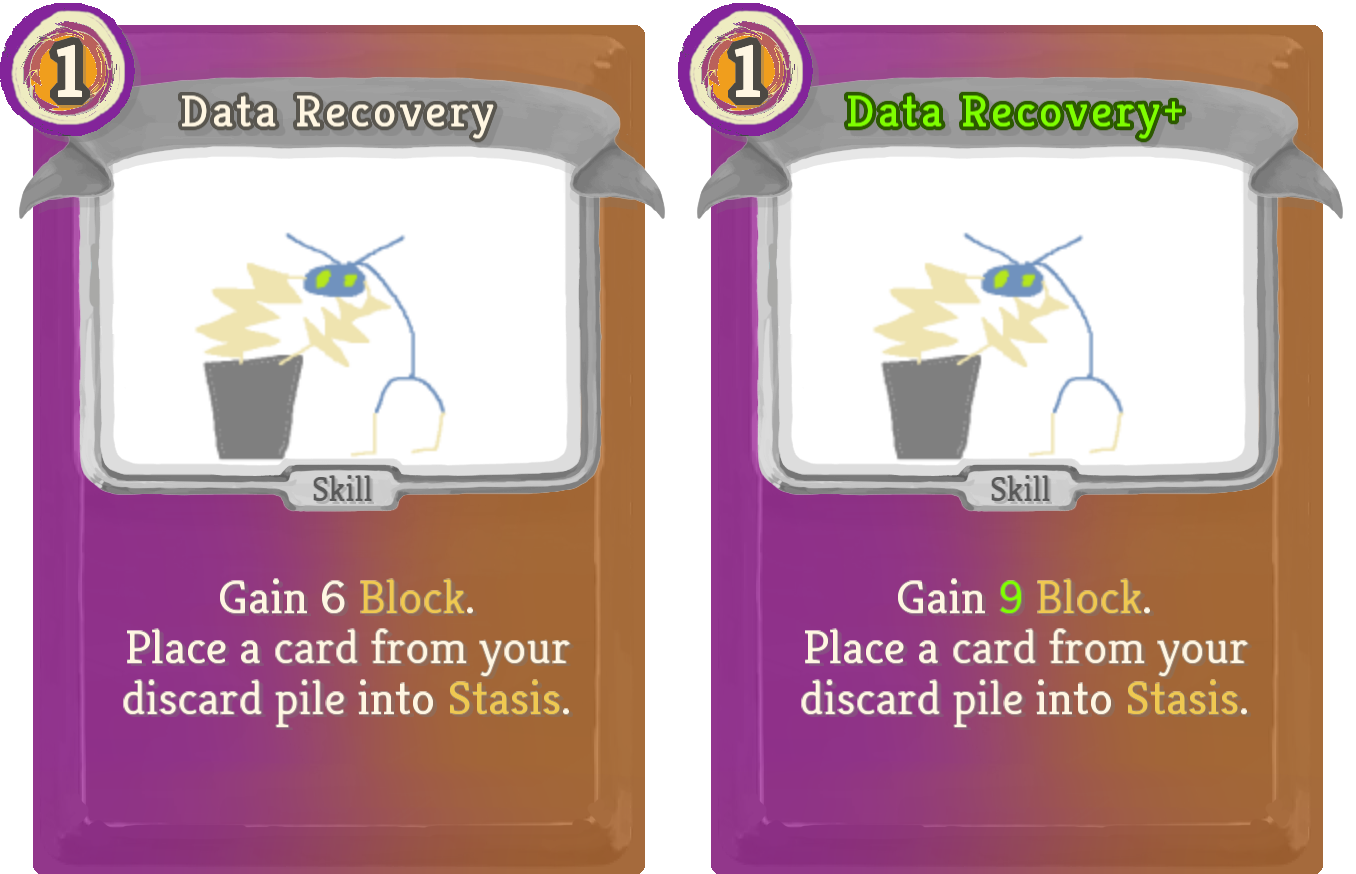 1
Data Recovery
Skill
Gain 6 Block.
Place a card from your
discard pile into Stasis.
1
Data Recovery+
Skill
Gain 9 Block.
Place a card from your
discard pile into Stasis.